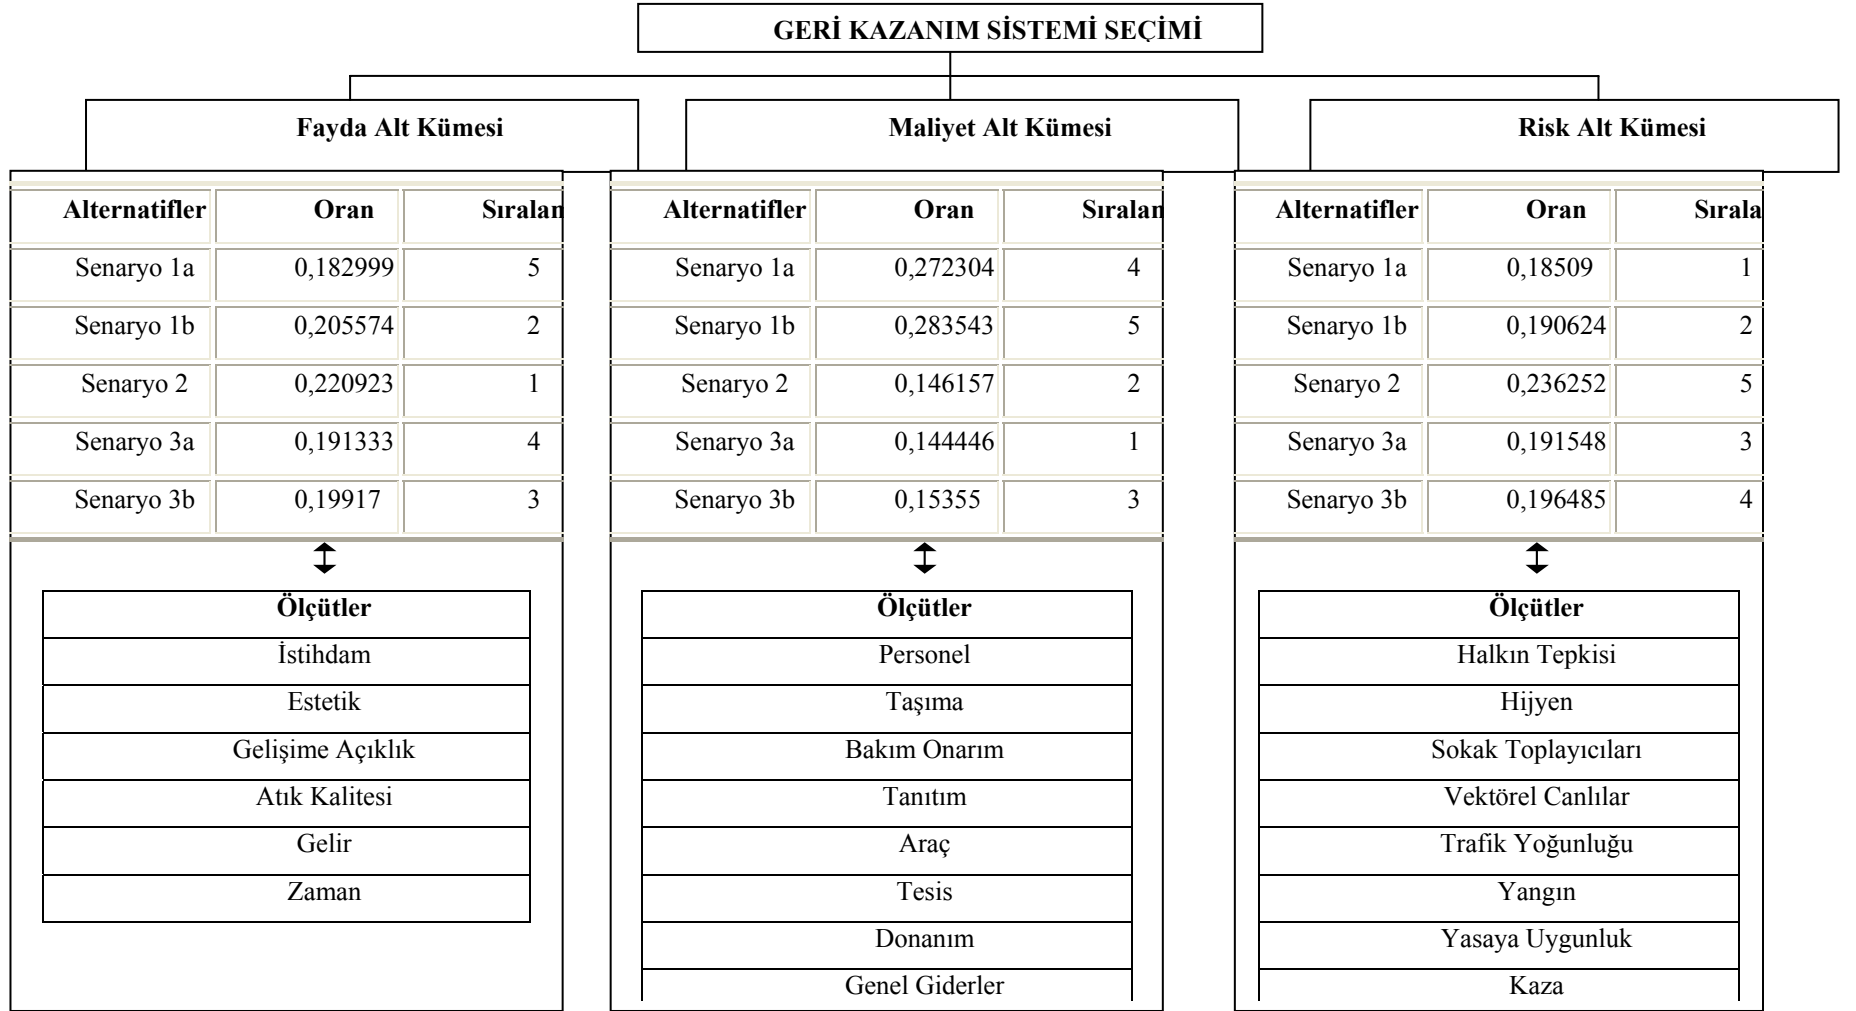 GERİ KAZANIM SİSTEMİ SEÇİMİ
Fayda Alt Kümesi
Alternatifler Oran Sıralan
Senaryo 1a 0,182999 5
Senaryo 1b 0,205574 2
Senaryo 2 0,220923 1
Senaryo 3a 0,191333 4
Senaryo 3b 0,19917 3
Ölçütler
İstihdam
Estetik
Gelişime Açıklık
Atık Kalitesi
Gelir
Zaman
Maliyet Alt Kümesi
Alternatifler Oran Sıralan
Senaryo 1a 0,272304 4
Senaryo 1b 0,283543 5
Senaryo 2 0,146157 2
Senaryo 3a 0,144446 1
Senaryo 3b 0,15355 3
Ölçütler
Personel
Taşıma
Bakım Onarım
Tanıtım
Araç
Tesis
Donanım
Genel Giderler
Risk Alt Kümesi
Alternatifler Oran Sırala
Senaryo 1a 0,18509 1
Senaryo 1b 0,190624 2
Senaryo 2 0,236252 5
Senaryo 3a 0,191548 3
Senaryo 3b 0,196485 4
Ölçütler
Halkın Tepkisi
Hijyen
Sokak Toplayıcıları
Vektörel Canlılar
Trafik Yoğunluğu
Yangın
Yasaya Uygunluk
Kaza